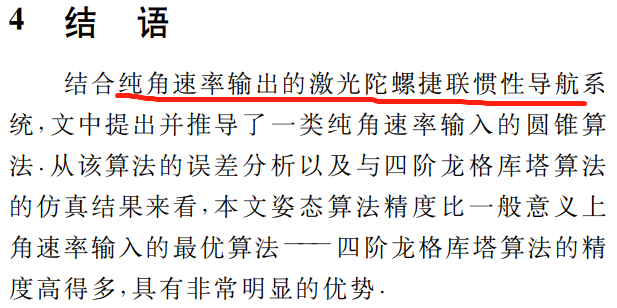 4 结 语
结合纯角速率输出的激光陀螺捷联惯性导航系
统,文中提出并推导了一类纯角速率输入的圆锥算
法.从该算法的误差分析以及与四阶龙格库塔算法
的仿真结果来看,本文姿态算法精度比一般意义上
角速率输入的最优算法——四阶龙格库塔算法的精
度高得多,具有非常明显的优势.